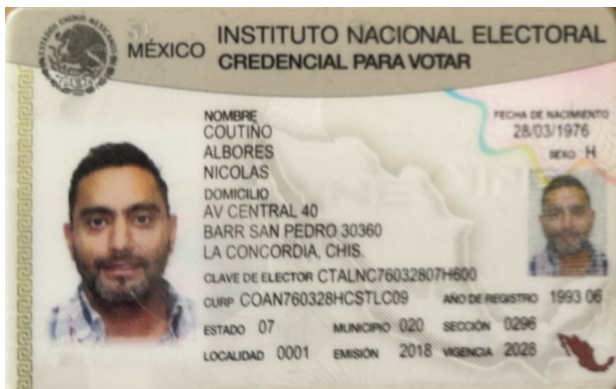 MÉXICO
INSTITUTO NACIONAL ELECTORAL
CREDENCIAL PARA VOTAR
NOMBRE
COUTIÑO
ALBORES
NICOLAS
FECHA DE NACIMIENTO
28/03/1976
SEXO H
DOMICILIO
AV CENTRAL 40
BARR SAN PEDRO 30360
LA CONCORDIA, CHIS.
CLAVE DE ELECTOR CTALNC76032807H600
CURP COAN760328HCSTLC09 AÑO DE REGISTRO 1993 06
ESTADO 07 MUNICIPIO 020 SECCIÓN 0296
LOCALIDAD 0001 EMISIÓN 2018 VIGENCIA 2028